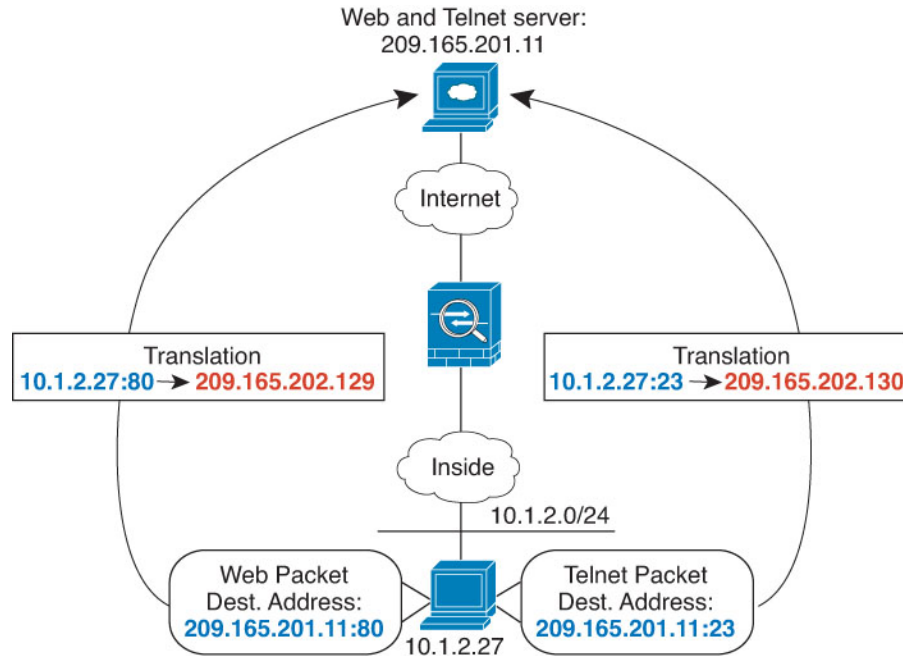 Web and Telnet server:
209.165.201.11
Internet
Translation
10.1.2.27:80 → 209.165.202.129
Translation
10.1.2.27:23 → 209.165.202.130
Inside
10.1.2.0/24
Web Packet
Dest. Address:
209.165.201.11:80
Telnet Packet
Dest. Address:
209.165.201.11:23
10.1.2.27